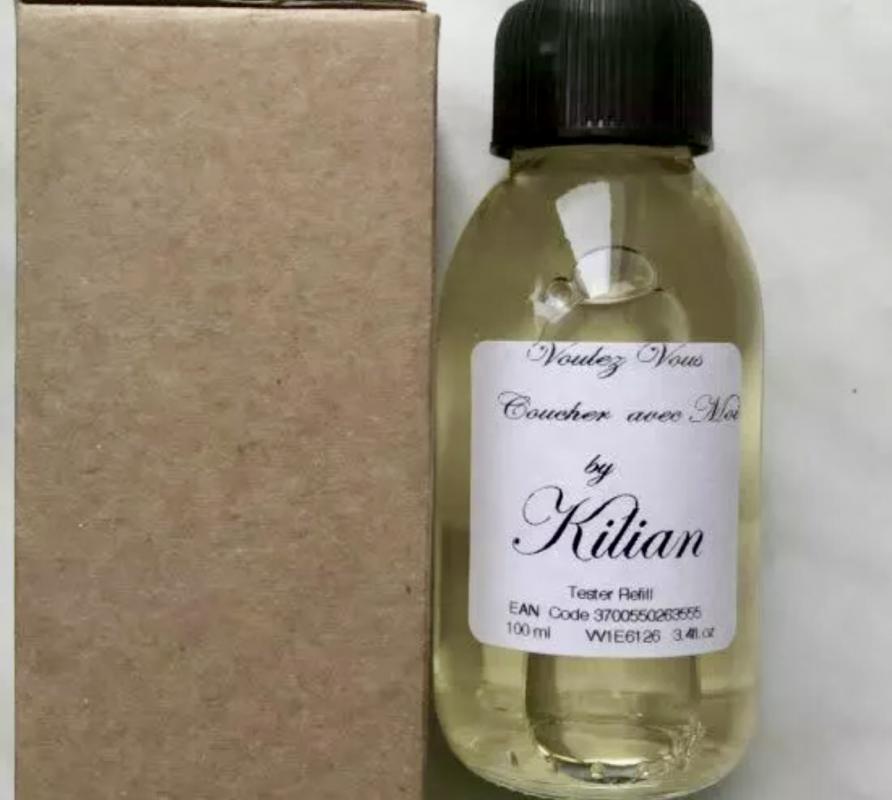 Voulez Vous
Coucher avec Moi
by
Kilian
Tester Refill
EAN Code 3700550263555
100 ml VV1E6126 3.4fl.oz